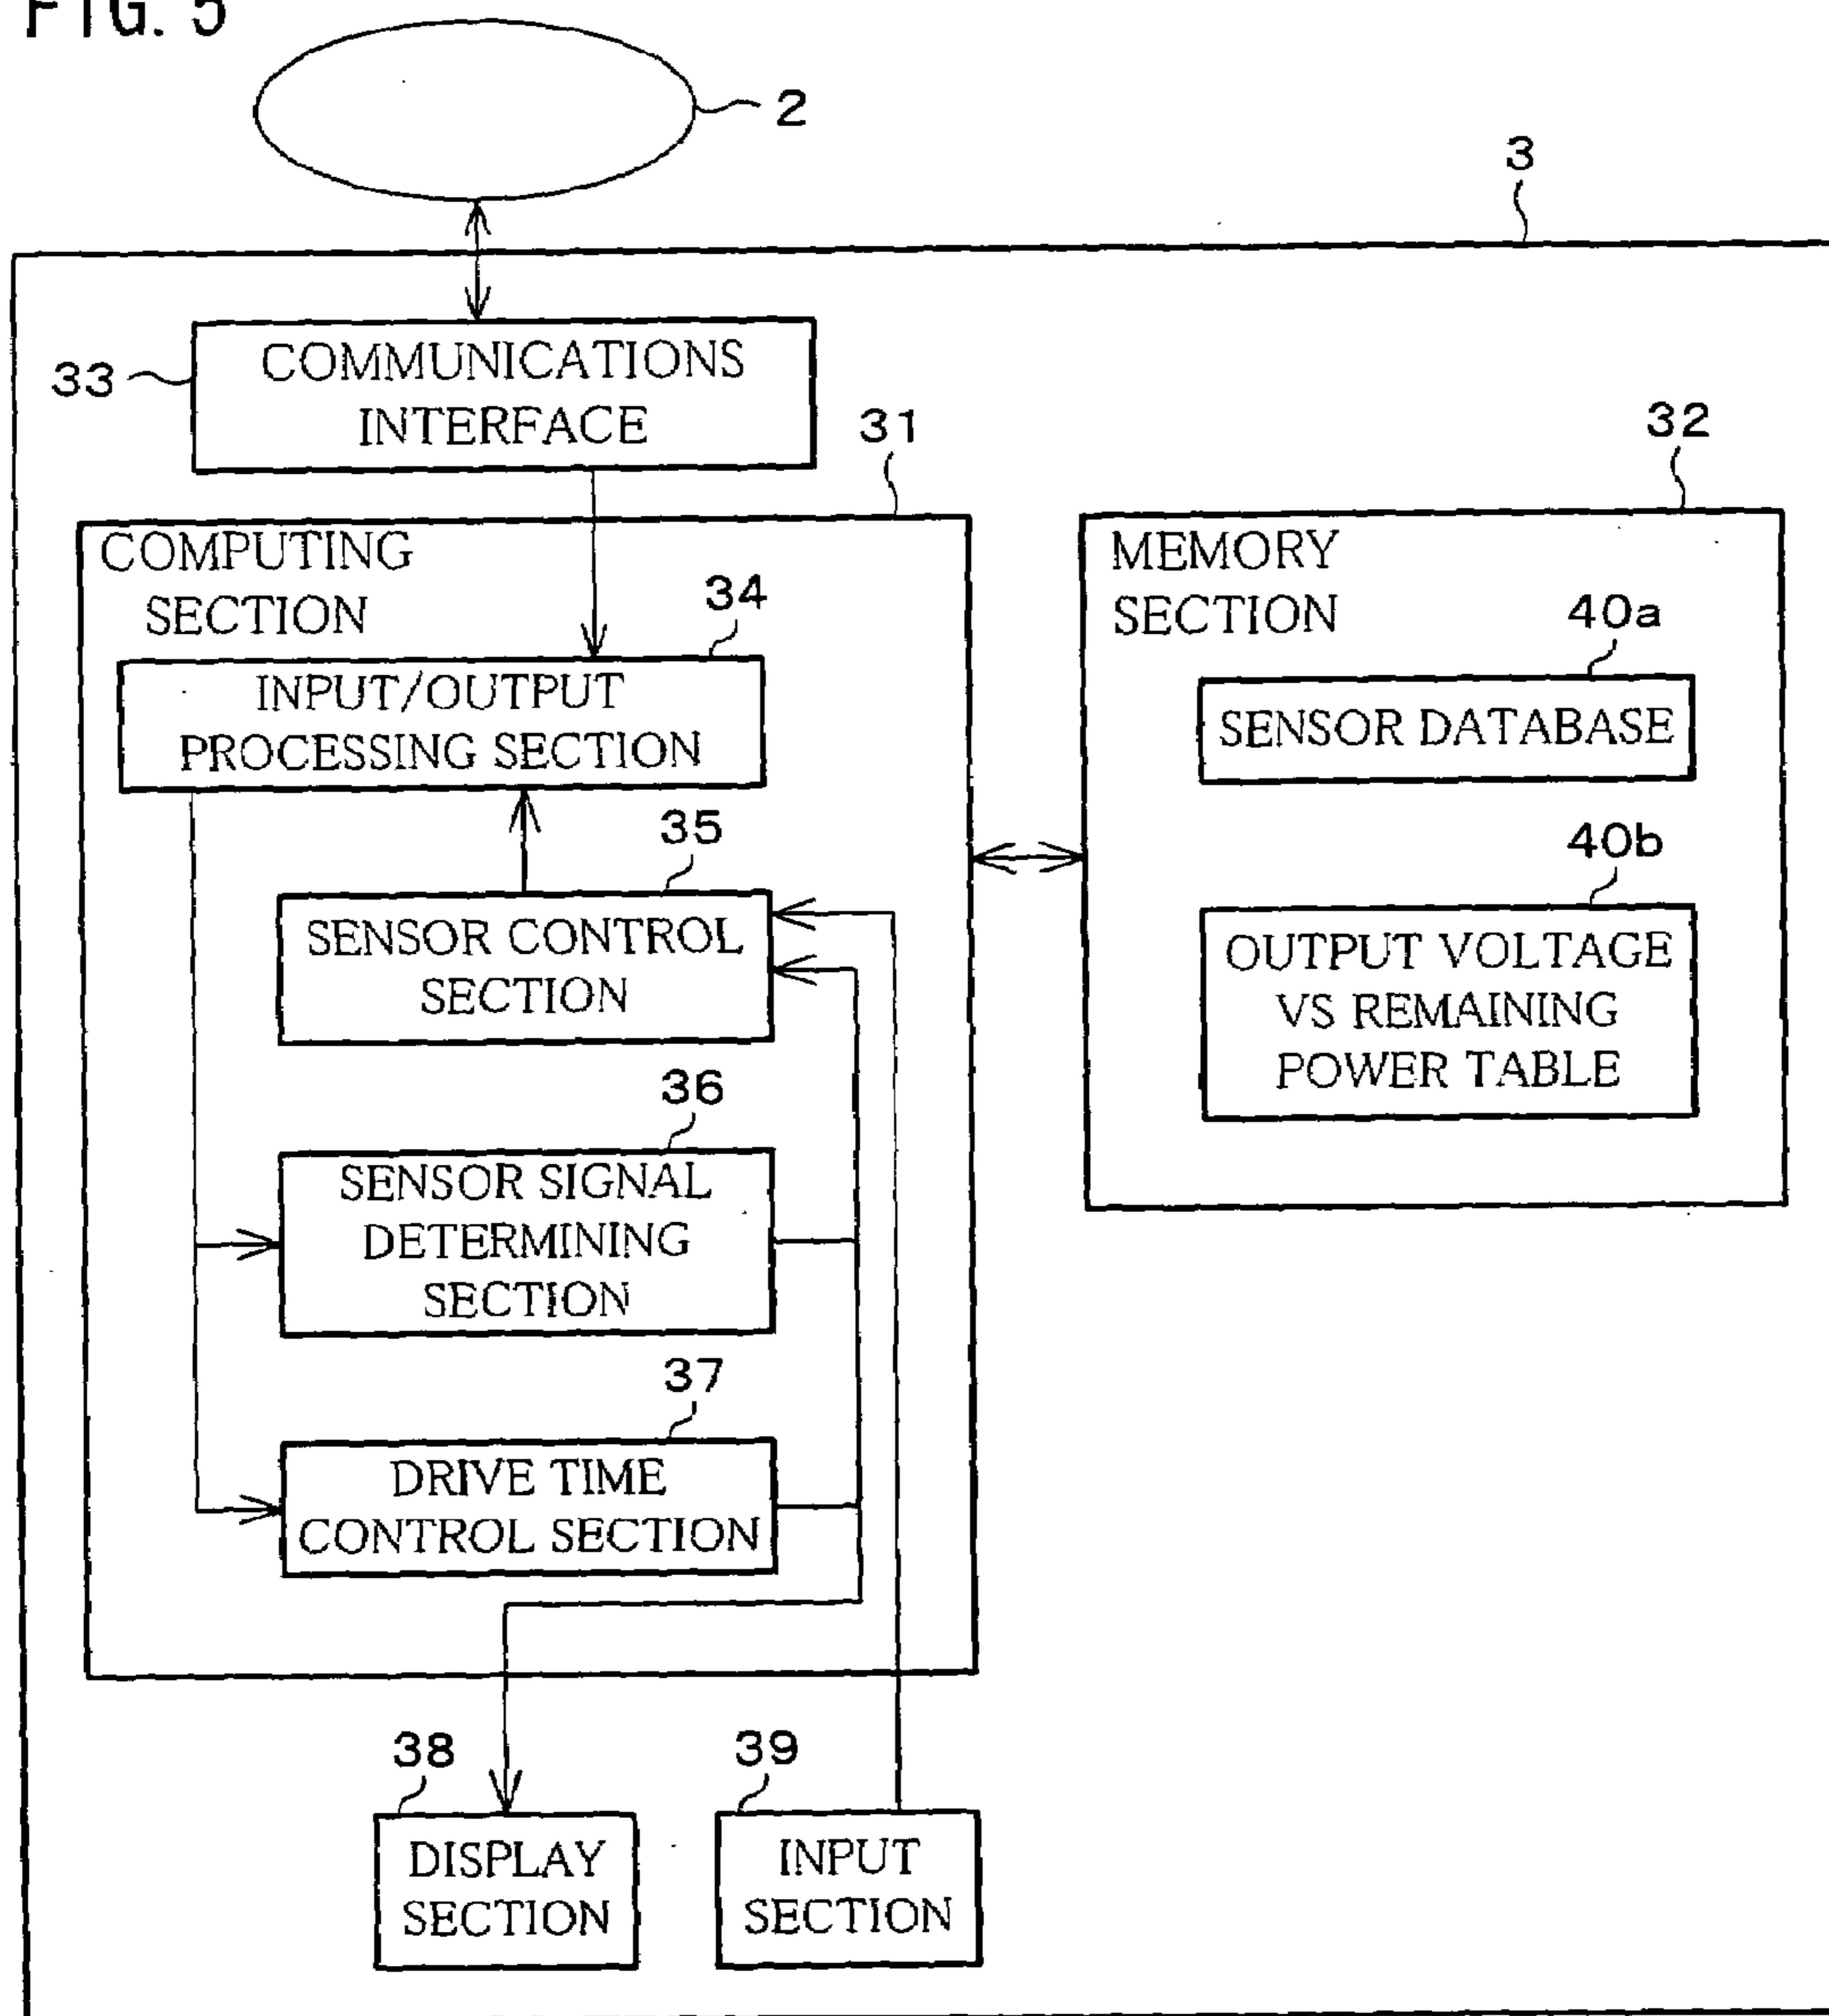 FIG. 5
2
3
33
COMMUNICATIONS
INTERFACE
31
32
COMPUTING
SECTION
MEMORY
SECTION
34
INPUT/OUTPUT
PROCESSING SECTION
40a
SENSOR DATABASE
35
SENSOR CONTROL
SECTION
40b
OUTPUT VOLTAGE
VS REMAINING
POWER TABLE
36
SENSOR SIGNAL
DETERMINING
SECTION
37
DRIVE TIME
CONTROL SECTION
38
DISPLAY
SECTION
39
INPUT
SECTION